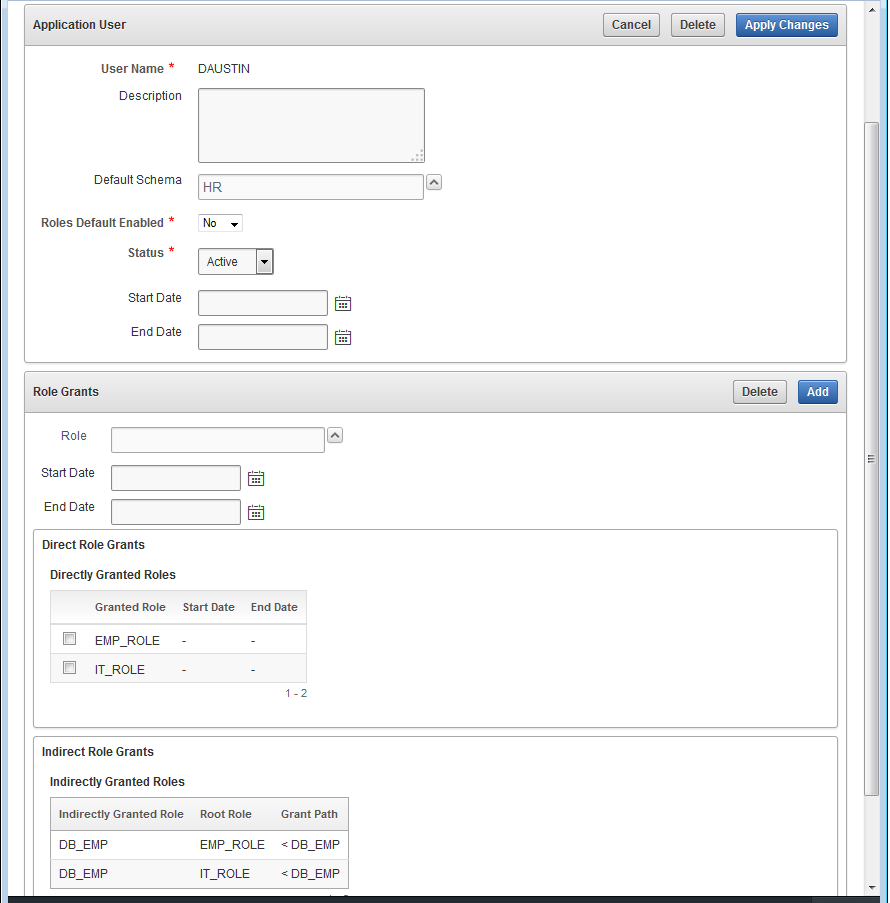 Application User Cancel Delete Apply Changes
User Name * DAUSTIN
Description
Default Schema HR
Roles Default Enabled * No
Status * Active
Start Date
End Date
Role Grants Delete Add
Role
Start Date
End Date
Direct Role Grants
Directly Granted Roles
Granted Role Start Date End Date
EMP_ROLE - -
IT_ROLE - -
1 - 2
Indirect Role Grants
Indirectly Granted Roles
Indirectly Granted Role Root Role Grant Path
DB_EMP EMP_ROLE < DB_EMP
DB_EMP IT_ROLE < DB_EMP